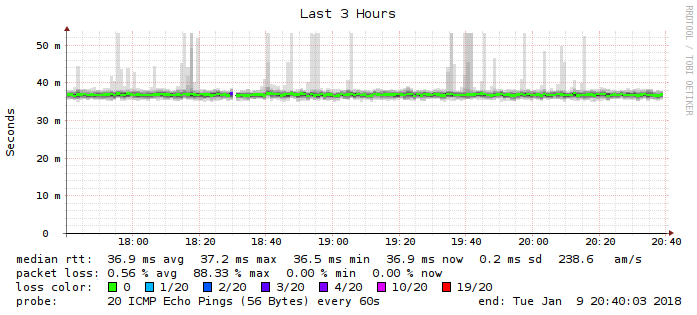 Last 3 Hours
RRDTOOL / TOBI OETIKER
Seconds
50 m
40 m
30 m
20 m
10 m
0
18:00 18:20 18:40 19:00 19:20 19:40 20:00 20:20 20:40
median rtt: 36.9 ms avg 37.2 ms max 36.5 ms min 36.9 ms now 0.2 ms sd 238.6 am/s
packet loss: 0.56 % avg 88.33 % max 0.00 % min 0.00 % now
loss color: 0 1/20 2/20 3/20 4/20 10/20 19/20
probe: 20 ICMP Echo Pings (56 Bytes) every 60s end: Tue Jan 9 20:40:03 2018